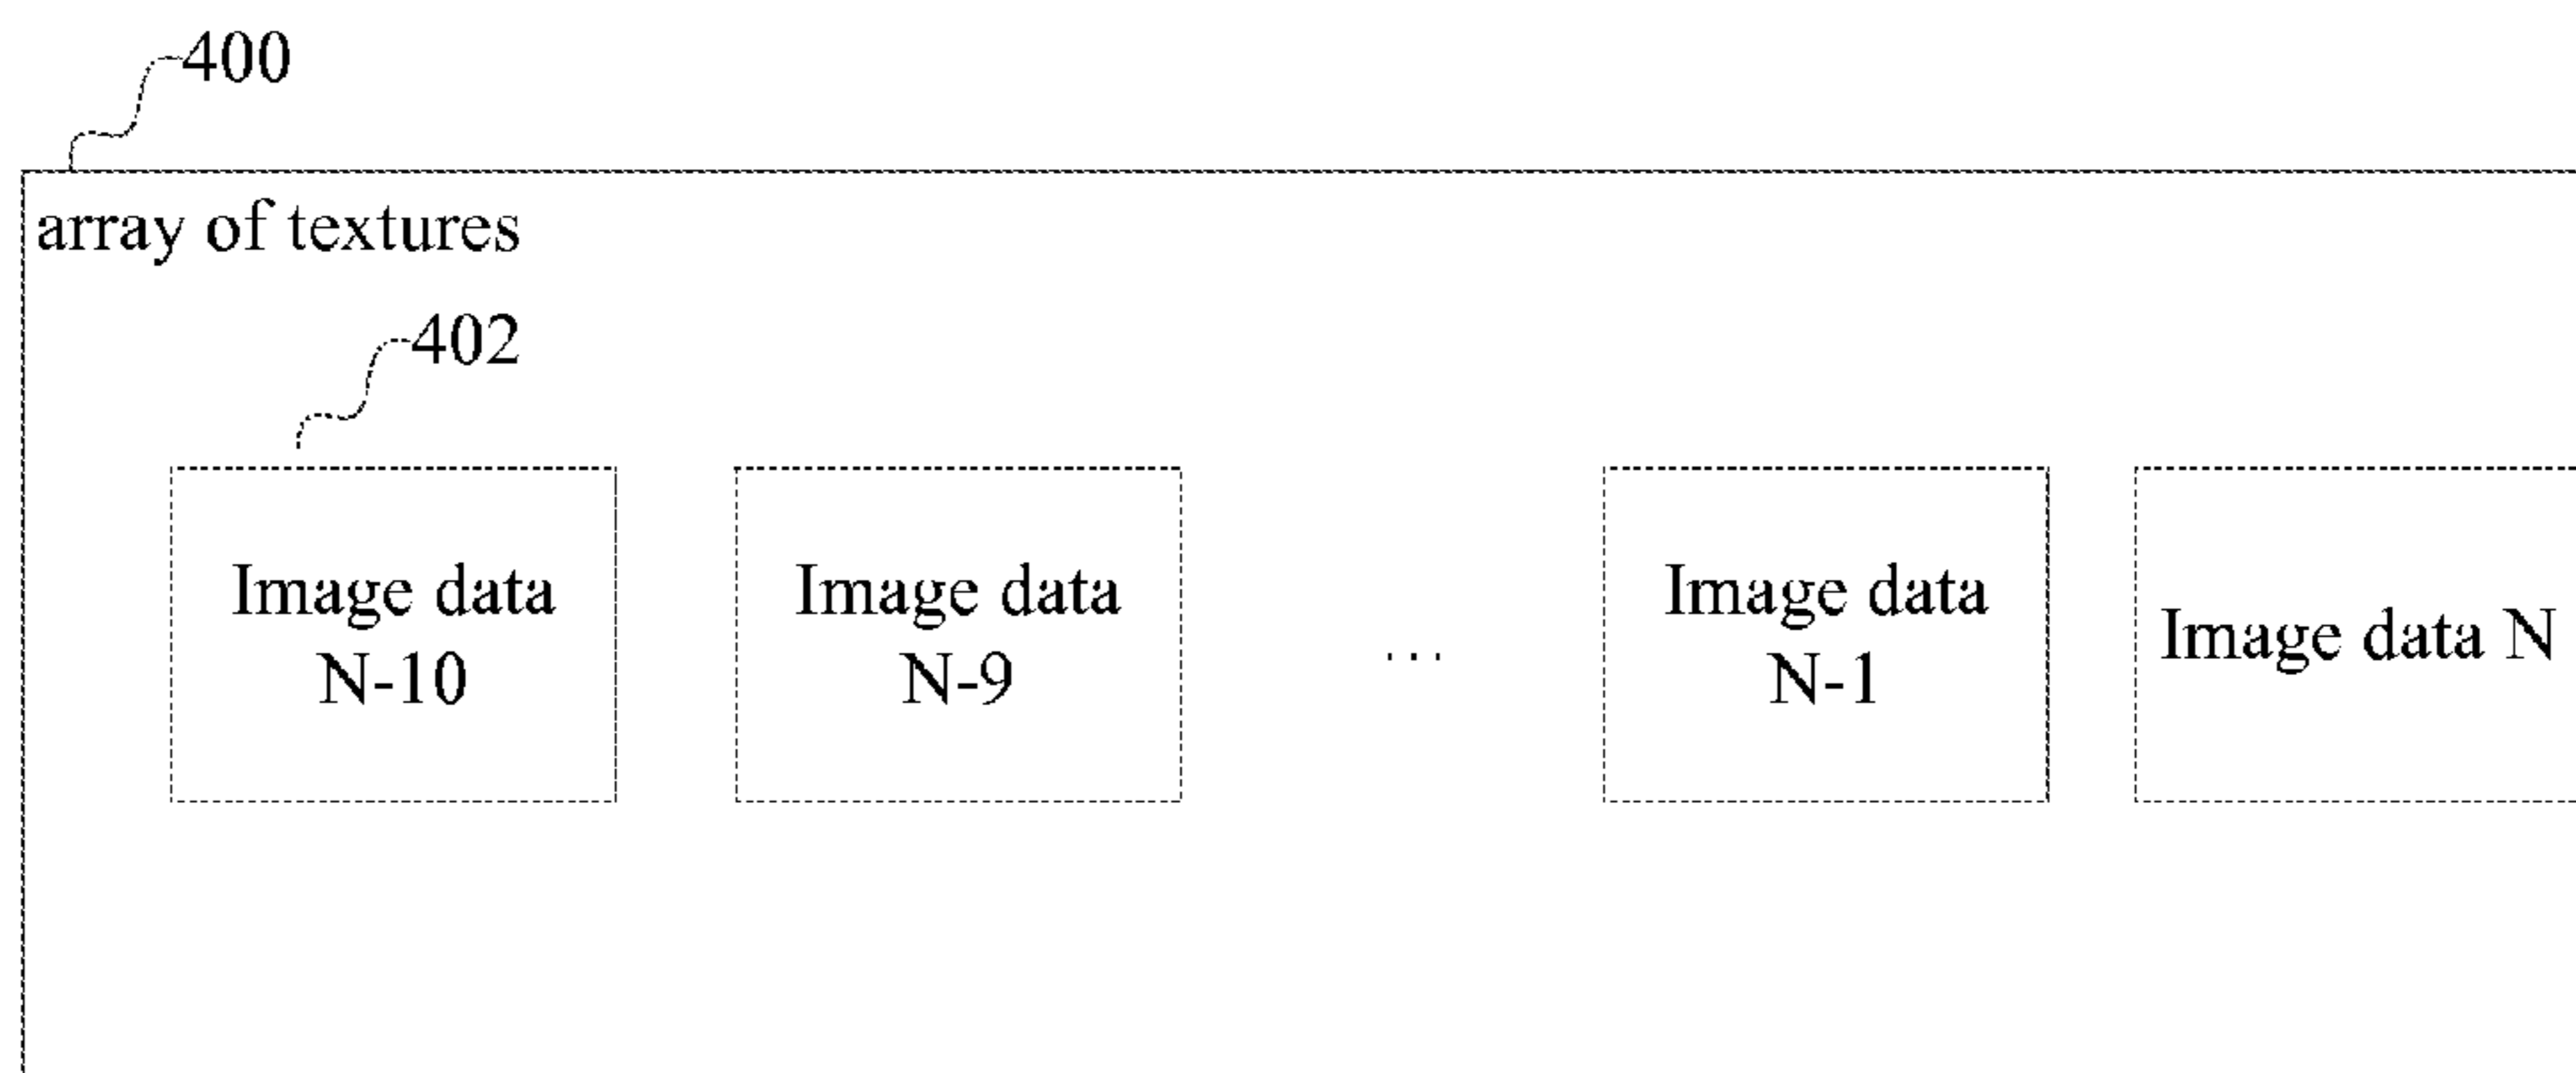 400
array of textures
402
Image data
N-10
Image data
N-9
...
Image data
N-1
Image data N